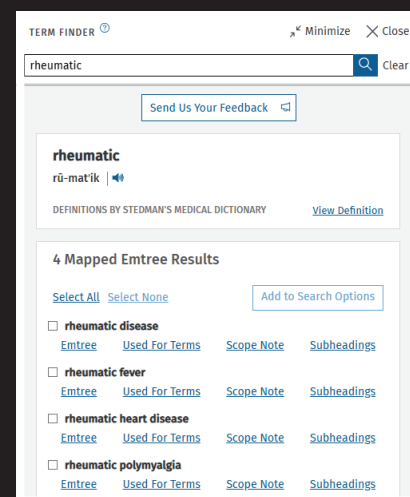 TERM FINDER ?
Minimize Close
rheumatic Clear
Send Us Your Feedback
rheumatic
rū-mat'ik
DEFINITIONS BY STEDMAN'S MEDICAL DICTIONARY View Definition
4 Mapped Emtree Results
Select All Select None Add to Search Options
rheumatic disease
Emtree Used For Terms Scope Note Subheadings
rheumatic fever
Emtree Used For Terms Scope Note Subheadings
rheumatic heart disease
Emtree Used For Terms Scope Note Subheadings
rheumatic polymyalgia
Emtree Used For Terms Scope Note Subheadings